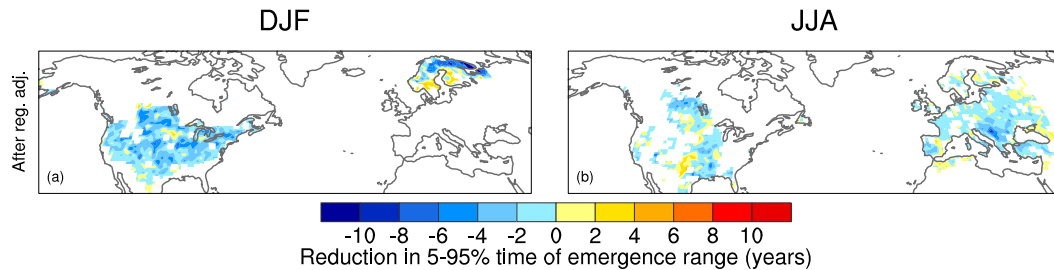 DJF
JJA
After reg. adj.
(a)
(b)
-10 -8 -6 -4 -2 0 2 4 6 8 10
Reduction in 5-95% time of emergence range (years)